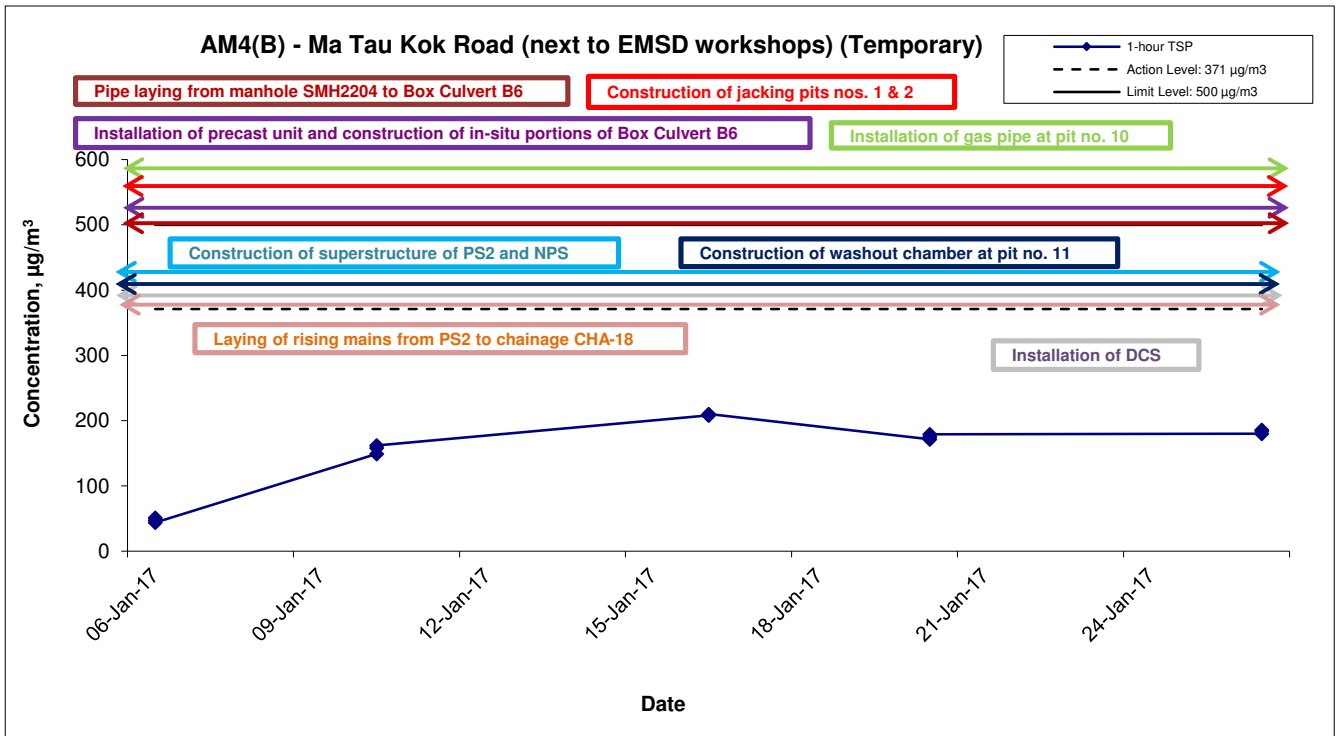 AM4(B) - Ma Tau Kok Road (next to EMSD workshops) (Temporary)
1-hour TSP
Action Level: 371 µg/m3
Limit Level: 500 µg/m3
Pipe laying from manhole SMH2204 to Box Culvert B6
Construction of jacking pits nos. 1 & 2
Installation of precast unit and construction of in-situ portions of Box Culvert B6
Installation of gas pipe at pit no. 10
600
500
Construction of superstructure of PS2 and NPS
Construction of washout chamber at pit no. 11
400
Laying of rising mains from PS2 to chainage CHA-18
Installation of DCS
300
200
100
0
Concentration, µg/m³
06-Jan-17
09-Jan-17
12-Jan-17
15-Jan-17
18-Jan-17
21-Jan-17
24-Jan-17
Date